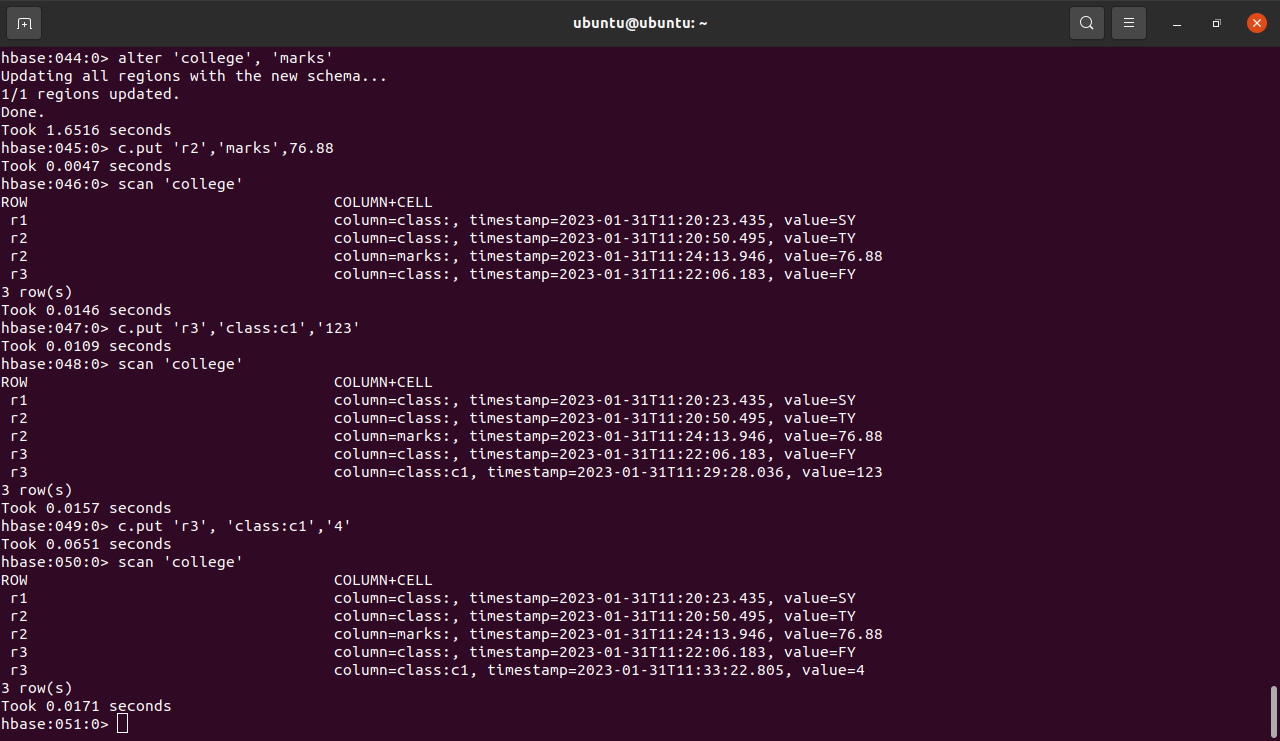 ubuntu@ubuntu: ~
hbase:044:0> alter 'college', 'marks'
Updating all regions with the new schema...
1/1 regions updated.
Done.
Took 1.6516 seconds
hbase:045:0> c.put 'r2','marks',76.88
Took 0.0047 seconds
hbase:046:0> scan 'college'
ROW                                  COLUMN+CELL
 r1                                  column=class:, timestamp=2023-01-31T11:20:23.435, value=SY
 r2                                  column=class:, timestamp=2023-01-31T11:20:50.495, value=TY
 r2                                  column=marks:, timestamp=2023-01-31T11:24:13.946, value=76.88
 r3                                  column=class:, timestamp=2023-01-31T11:22:06.183, value=FY
3 row(s)
Took 0.0146 seconds
hbase:047:0> c.put 'r3','class:c1','123'
Took 0.0109 seconds
hbase:048:0> scan 'college'
ROW                                  COLUMN+CELL
 r1                                  column=class:, timestamp=2023-01-31T11:20:23.435, value=SY
 r2                                  column=class:, timestamp=2023-01-31T11:20:50.495, value=TY
 r2                                  column=marks:, timestamp=2023-01-31T11:24:13.946, value=76.88
 r3                                  column=class:, timestamp=2023-01-31T11:22:06.183, value=FY
 r3                                  column=class:c1, timestamp=2023-01-31T11:29:28.036, value=123
3 row(s)
Took 0.0157 seconds
hbase:049:0> c.put 'r3', 'class:c1','4'
Took 0.0651 seconds
hbase:050:0> scan 'college'
ROW                                  COLUMN+CELL
 r1                                  column=class:, timestamp=2023-01-31T11:20:23.435, value=SY
 r2                                  column=class:, timestamp=2023-01-31T11:20:50.495, value=TY
 r2                                  column=marks:, timestamp=2023-01-31T11:24:13.946, value=76.88
 r3                                  column=class:, timestamp=2023-01-31T11:22:06.183, value=FY
 r3                                  column=class:c1, timestamp=2023-01-31T11:33:22.805, value=4
3 row(s)
Took 0.0171 seconds
hbase:051:0>